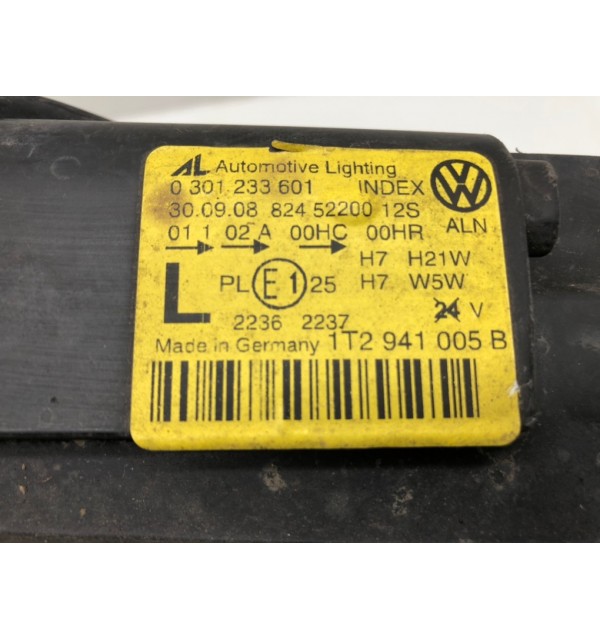 AL Automotive Lighting
0 301 233 601 INDEX
30.09.08 824 52200 12S
ALN
01 1 02 A 00HC 00HR
H7 H21W
L PL E1 25 H7 W5W
24 V
2236 2237
Made in Germany 1T2 941 005 B